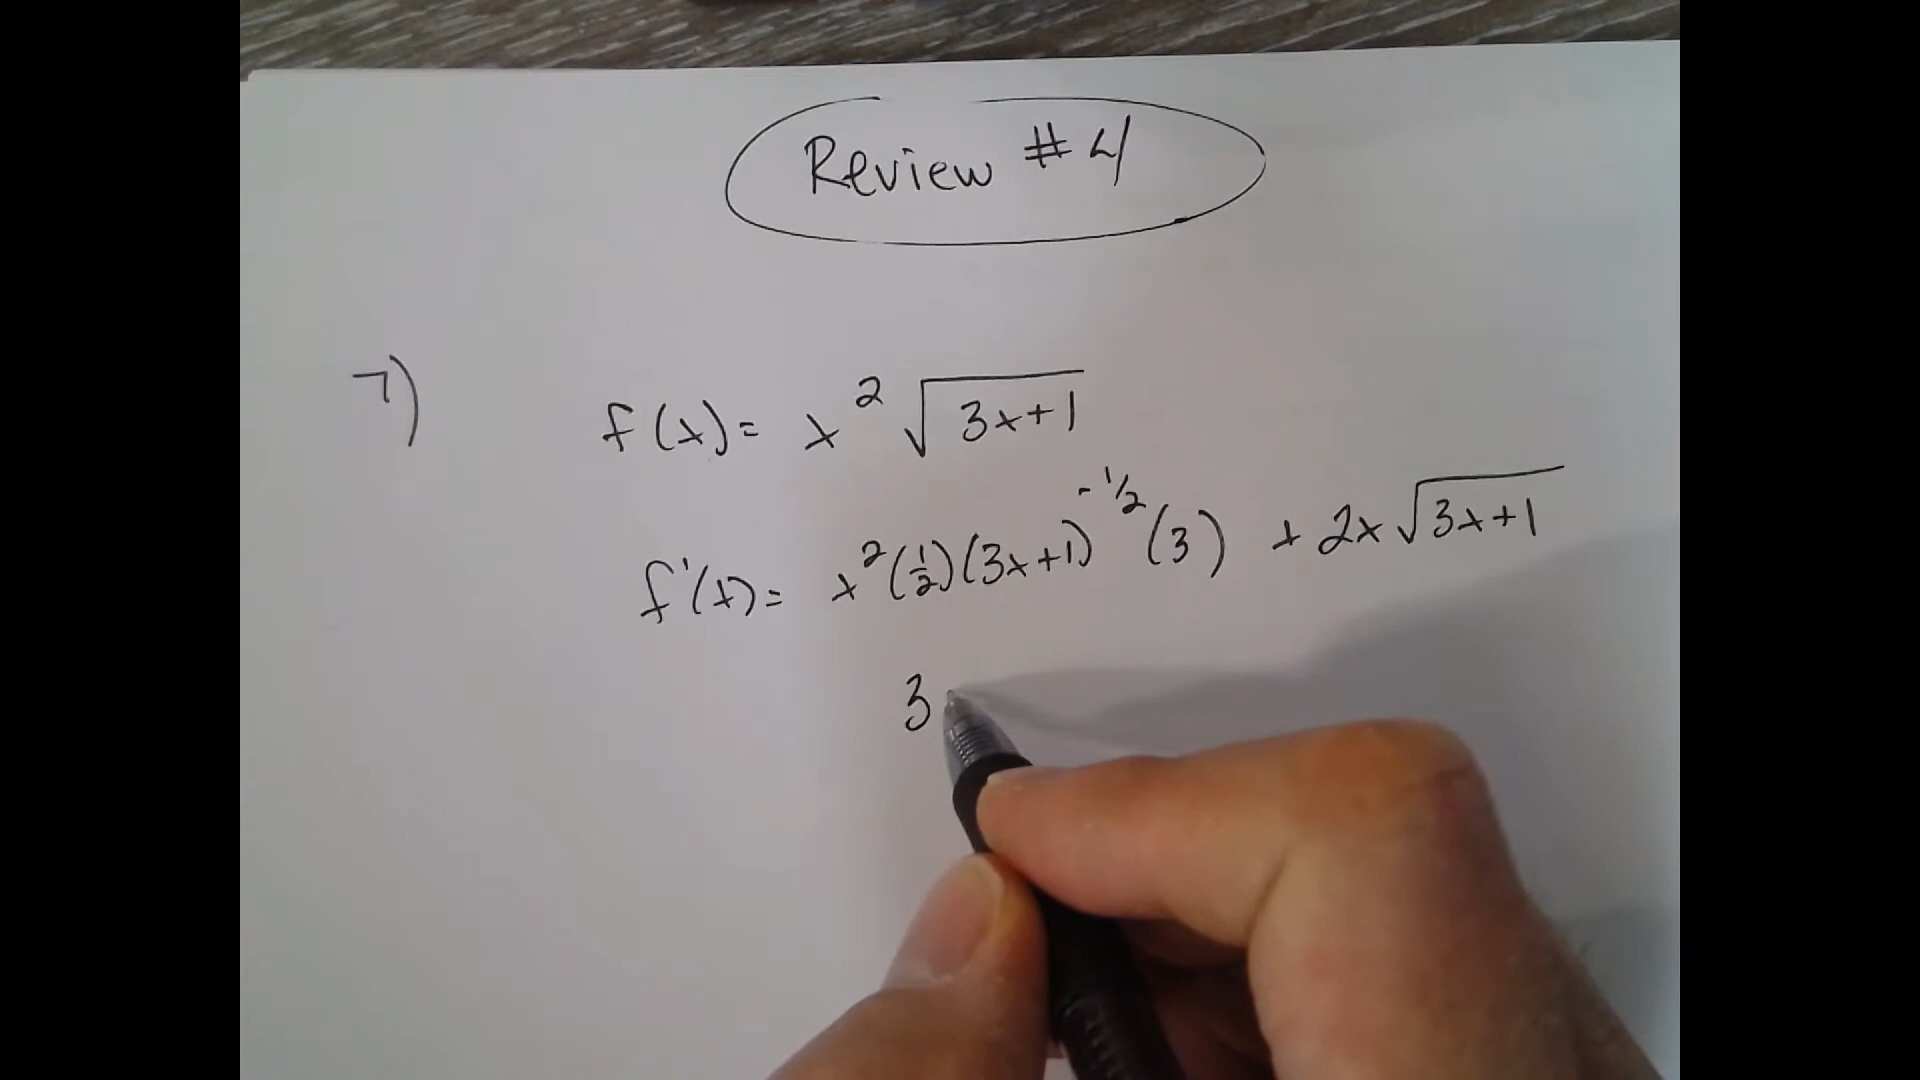 Review #4
7) f(x) = x² √(3x+1)
f'(x) = x²(1/2)(3x+1)^(-1/2) (3) + 2x √(3x+1)
3